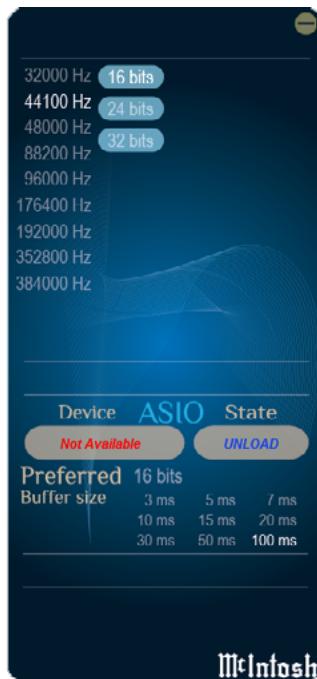 32000 Hz 16 bits
44100 Hz 24 bits
48000 Hz 32 bits
88200 Hz
96000 Hz
176400 Hz
192000 Hz
352800 Hz
384000 Hz
Device ASIO State
Not Available UNLOAD
Preferred 16 bits
Buffer size 3 ms 5 ms 7 ms
10 ms 15 ms 20 ms
30 ms 50 ms 100 ms
McIntosh